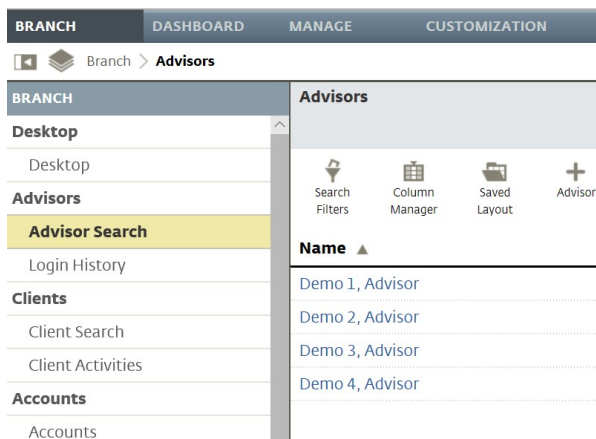 BRANCH DASHBOARD MANAGE CUSTOMIZATION
Branch > Advisors
BRANCH
Desktop
Desktop
Advisors
Advisor Search
Login History
Clients
Client Search
Client Activities
Accounts
Accounts
Advisors
Search Filters
Column Manager
Saved Layout
Advisor
Name ▲
Demo 1, Advisor
Demo 2, Advisor
Demo 3, Advisor
Demo 4, Advisor